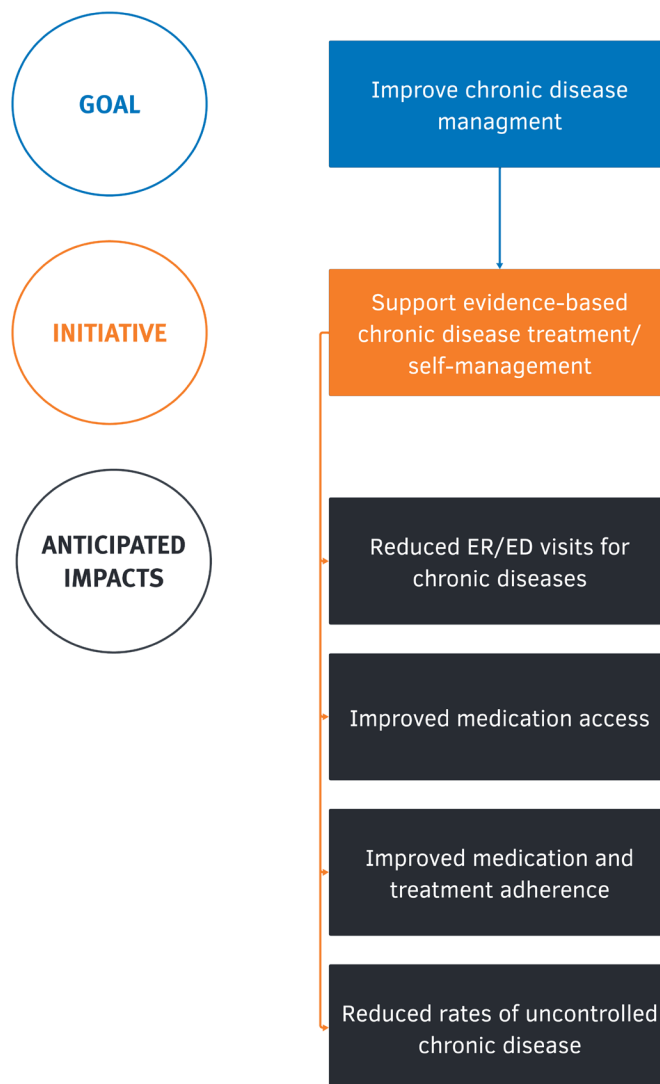 GOAL
Improve chronic disease
managment
INITIATIVE
Support evidence-based
chronic disease treatment/
self-management
ANTICIPATED
IMPACTS
Reduced ER/ED visits for
chronic diseases
Improved medication access
Improved medication and
treatment adherence
Reduced rates of uncontrolled
chronic disease